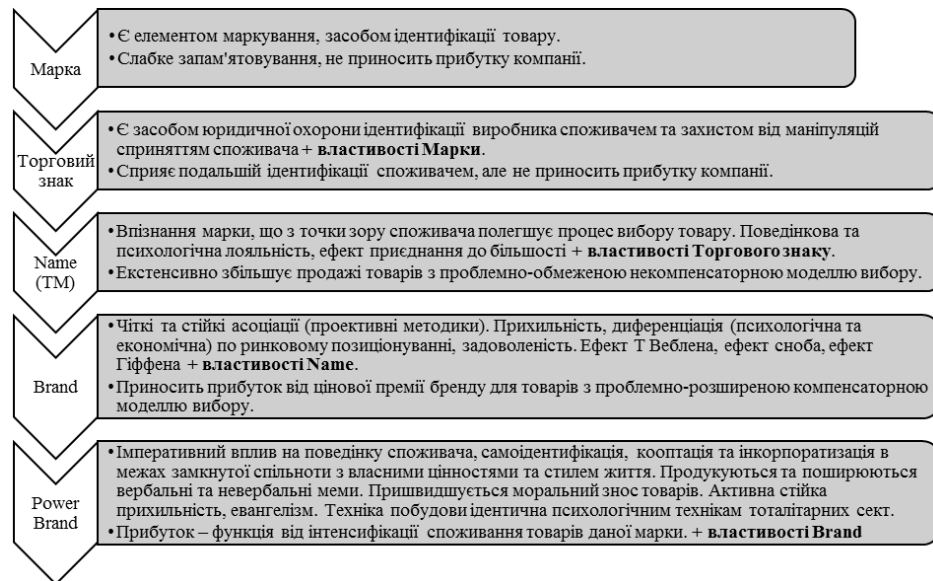 Марка
• Є елементом маркування, засобом ідентифікації товару.
• Слабке запам'ятовування, не приносить прибутку компанії.
Торговий
знак
• Є засобом юридичної охорони ідентифікації виробника споживачем та захистом від маніпуляцій
сприняттям споживача + властивості Марки.
• Сприяє подальшій ідентифікації споживачем, але не приносить прибутку компанії.
Name
(TM)
• Впізнання марки, що з точки зору споживача полегшує процес вибору товару. Поведінкова та
психологічна лояльність, ефект приєднання до більшості + властивості Торгового знаку.
• Екстенсивно збільшує продажі товарів з проблемно-обмеженою некомпенсаторною моделлю вибору.
Brand
• Чіткі та стійкі асоціації (проективні методики). Прихильність, диференціація (психологічна та
економічна) по ринковому позиціонуванні, задоволеність. Ефект Т Веблена, ефект сноба, ефект
Гіффена + властивості Name.
• Приносить прибуток від цінової премії бренду для товарів з проблемно-розширеною компенсаторною
моделлю вибору.
Power
Brand
• Імперативний вплив на поведінку споживача, самоідентифікація, кооптація та інкорпоратизація в
межах замкнутої спільноти з власними цінностями та стилем життя. Продукуються та поширюються
вербальні та невербальні меми. Пришвидшується моральний знос товарів. Активна стійка
прихильність, евангелізм. Техніка побудови ідентична психологічним технікам тоталітарних сект.
• Прибуток – функція від інтенсифікації споживання товарів даної марки. + властивості Brand